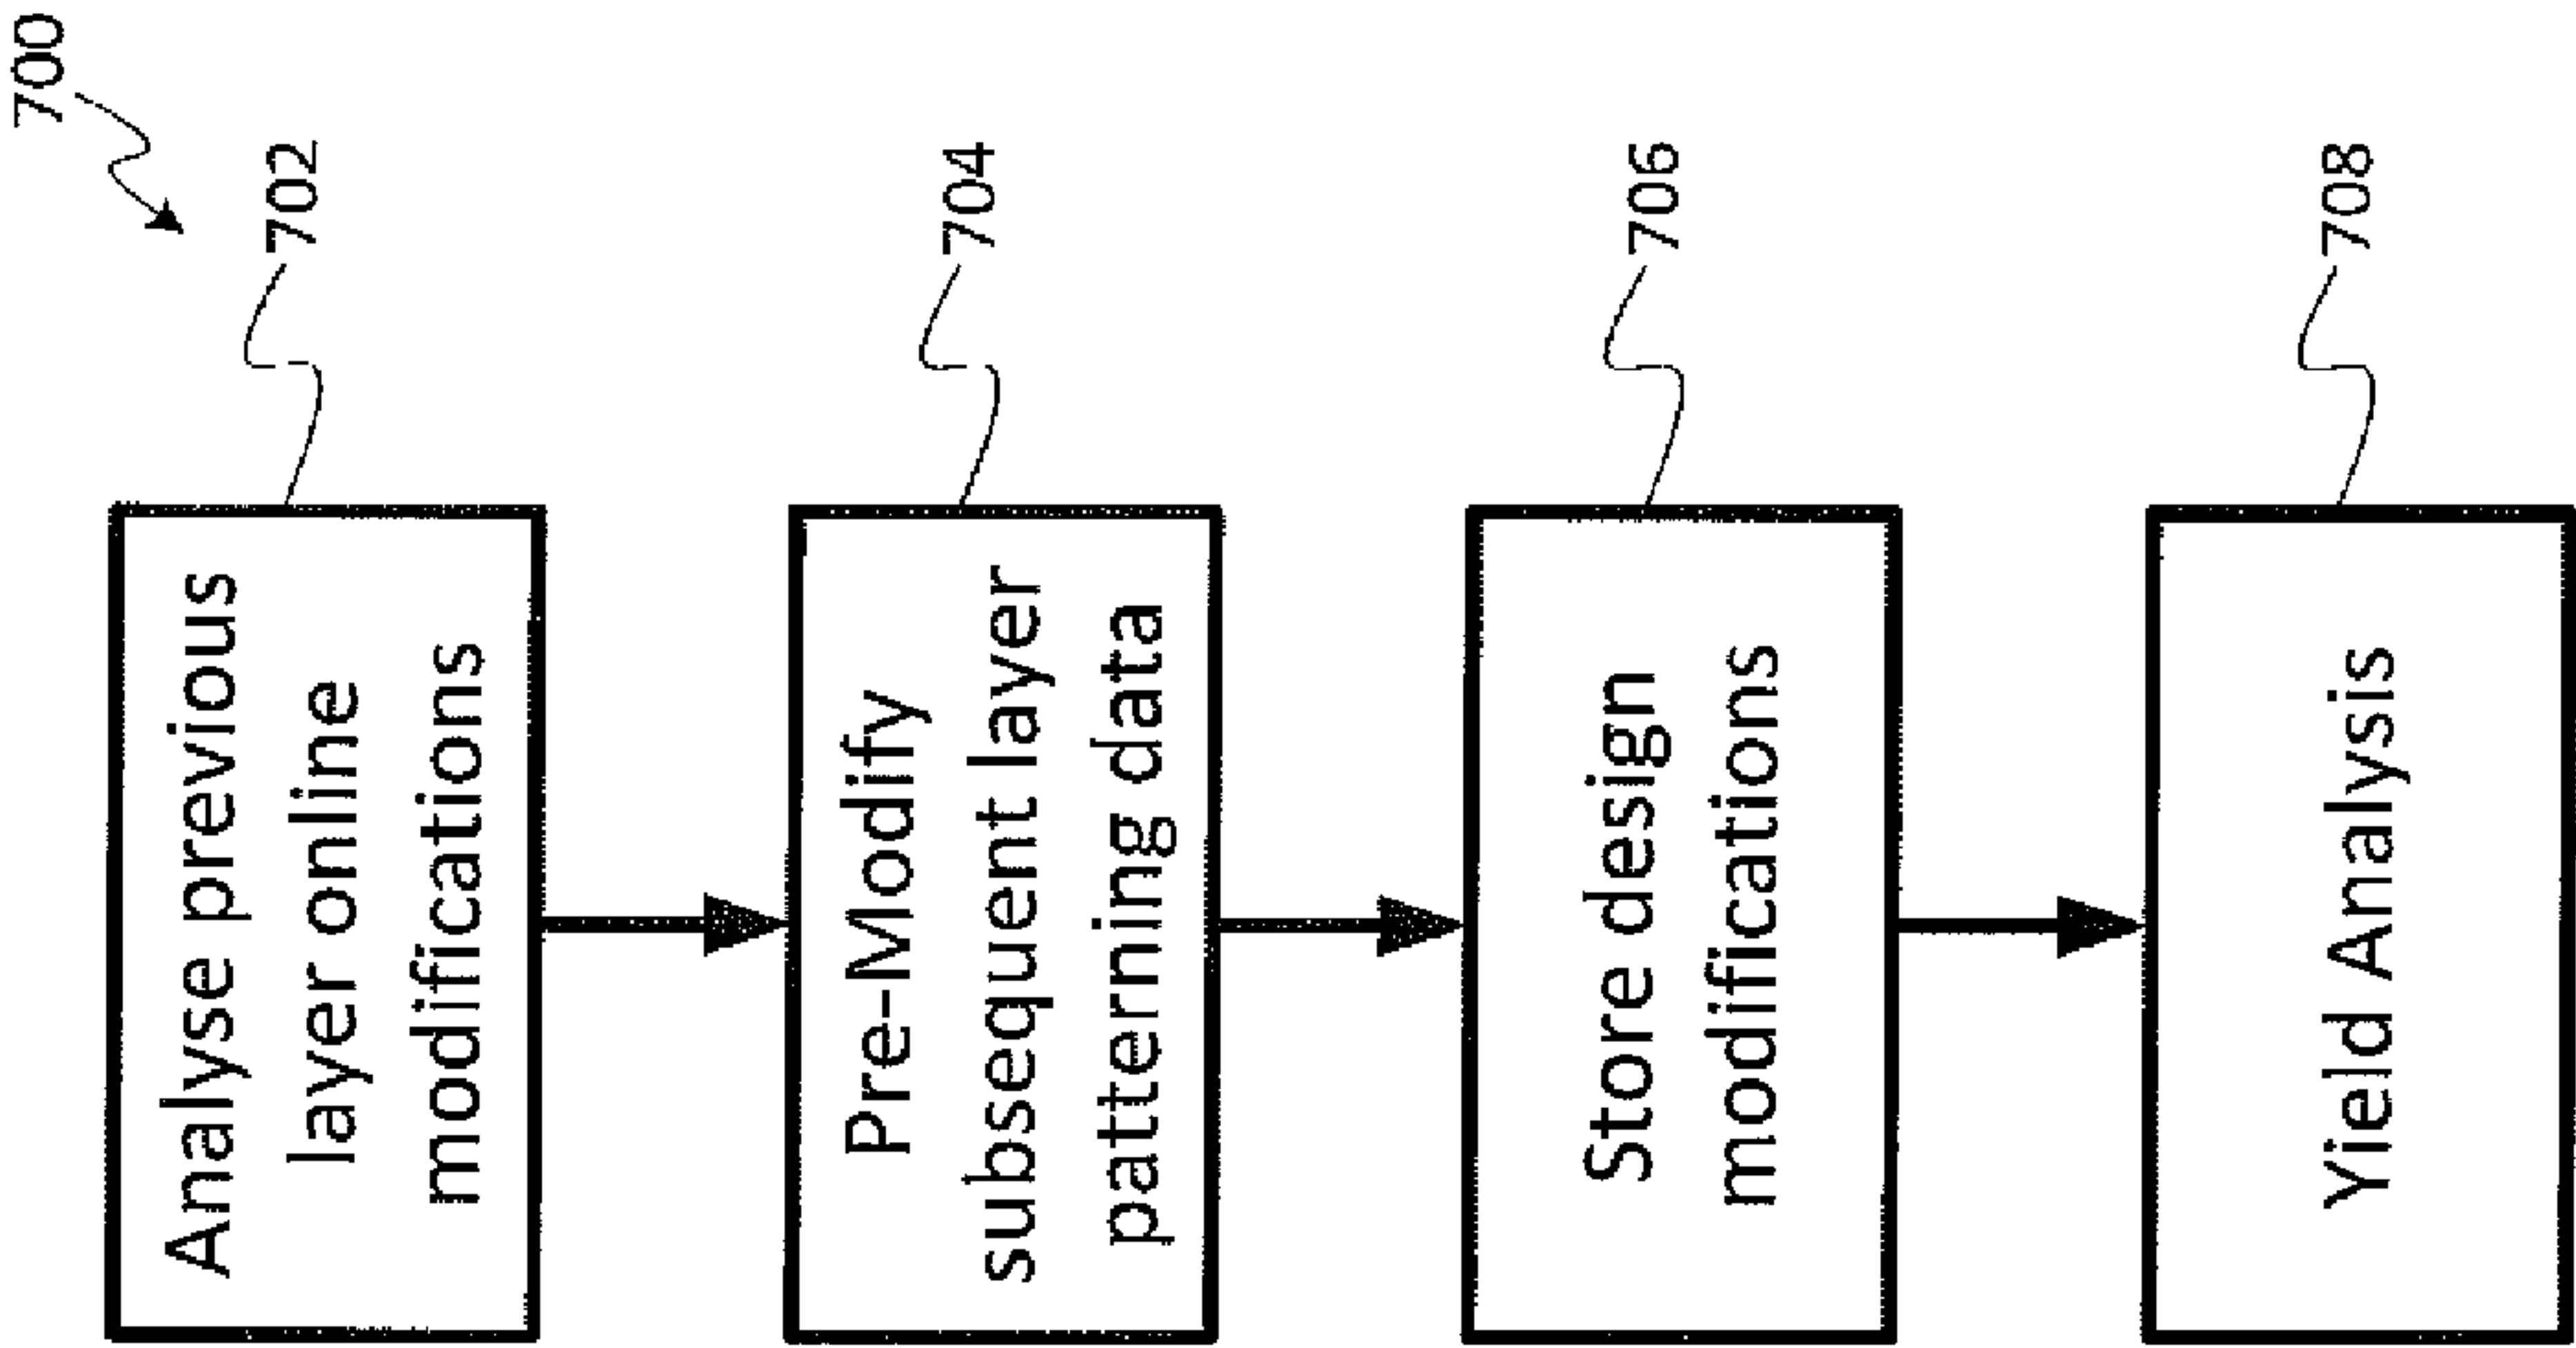 700
702
Analyse previous
layer online
modifications
704
Pre-Modify
subsequent layer
patterning data
706
Store design
modifications
708
Yield Analysis